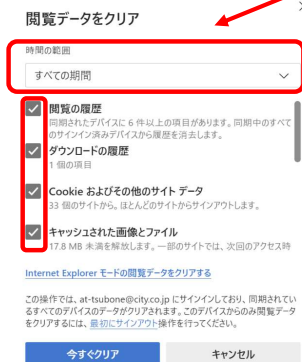 閲覧データをクリア
時間の範囲
すべての期間
閲覧の履歴
同期されたデバイスに 6 件以上の項目があります。同期中のすべて
のサインイン済みデバイスから履歴を消去します。
ダウンロードの履歴
1 個の項目
Cookie およびその他のサイト データ
33 個のサイトから。ほとんどのサイトからサインアウトします。
キャッシュされた画像とファイル
17.8 MB 未満を解放します。一部のサイトでは、次回のアクセス時
Internet Explorer モードの閲覧データをクリアする
この操作では、at-tsubone@city.co.jp にサインインしており、同期されてい
るすべてのデバイスのデータがクリアされます。このデバイスからのみ閲覧データ
をクリアするには、最初にサインアウト操作を行ってください。
今すぐクリア
キャンセル